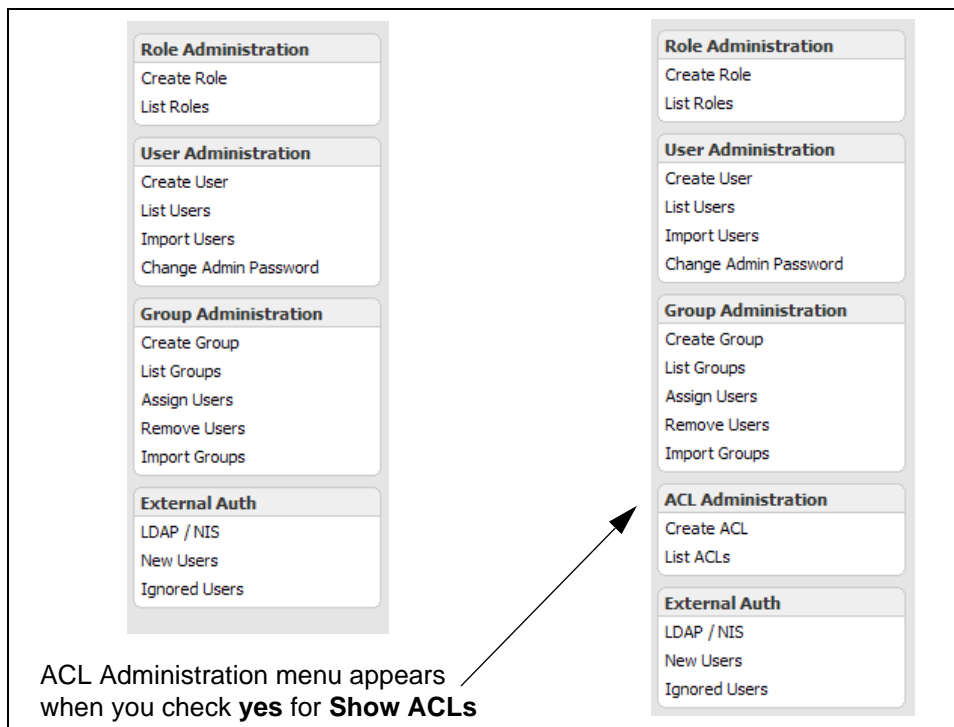 Role Administration
Create Role
List Roles
User Administration
Create User
List Users
Import Users
Change Admin Password
Group Administration
Create Group
List Groups
Assign Users
Remove Users
Import Groups
External Auth
LDAP / NIS
New Users
Ignored Users
Role Administration
Create Role
List Roles
User Administration
Create User
List Users
Import Users
Change Admin Password
Group Administration
Create Group
List Groups
Assign Users
Remove Users
Import Groups
ACL Administration
Create ACL
List ACLs
External Auth
LDAP / NIS
New Users
Ignored Users
ACL Administration menu appears
when you check yes for Show ACLs